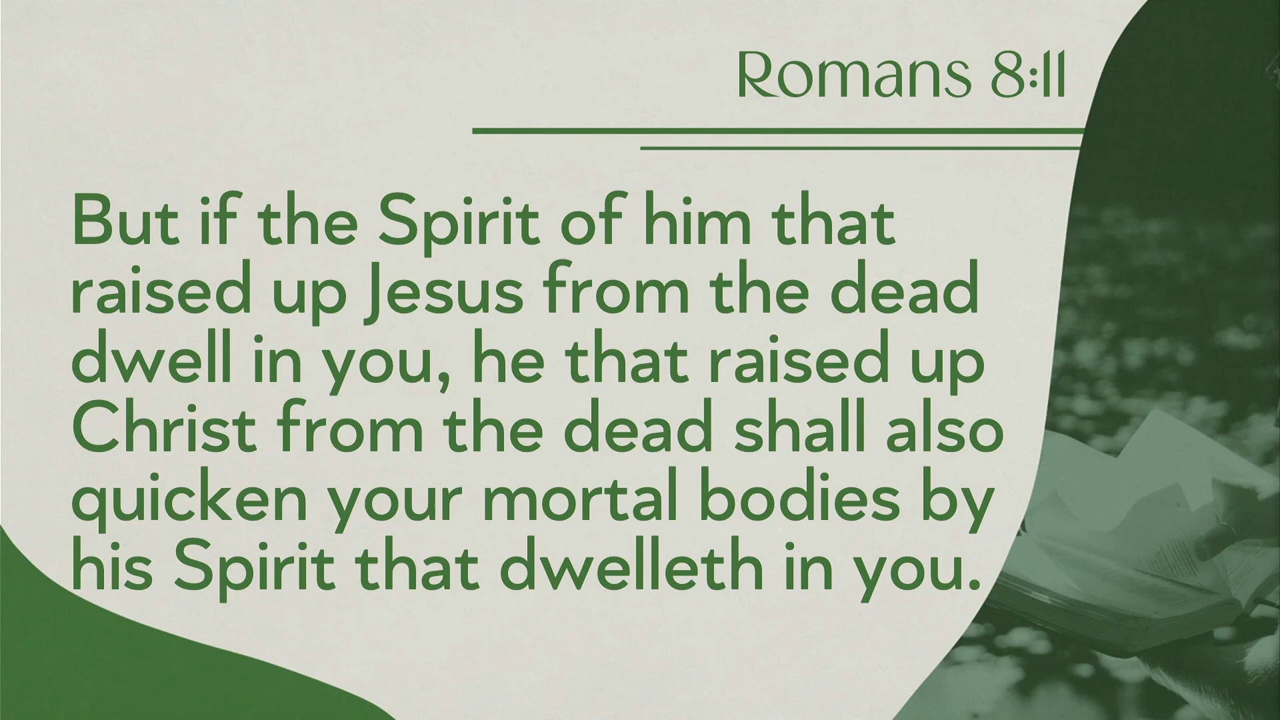 Romans 8:11
But if the Spirit of him that
raised up Jesus from the dead
dwell in you, he that raised up
Christ from the dead shall also
quicken your mortal bodies by
his Spirit that dwelleth in you.